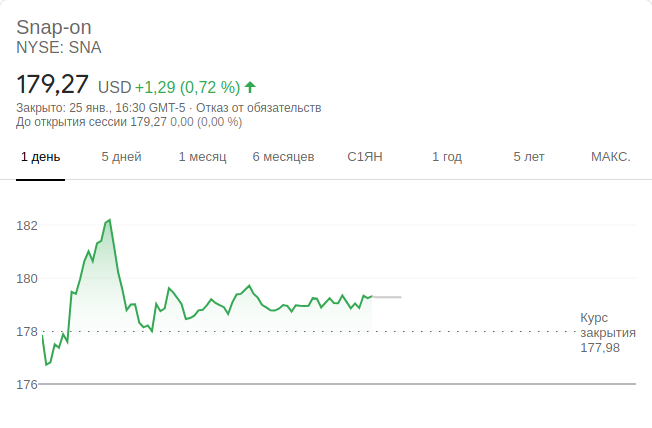 Snap-on
NYSE: SNA
179,27 USD +1,29 (0,72 %)
Закрыто: 25 янв., 16:30 GMT-5 · Отказ от обязательств
До открытия сессии 179,27 0,00 (0,00 %)
1 день 5 дней 1 месяц 6 месяцев С1ЯН 1 год 5 лет МАКС.
182
180
178
Курс
закрытия
177,98
176